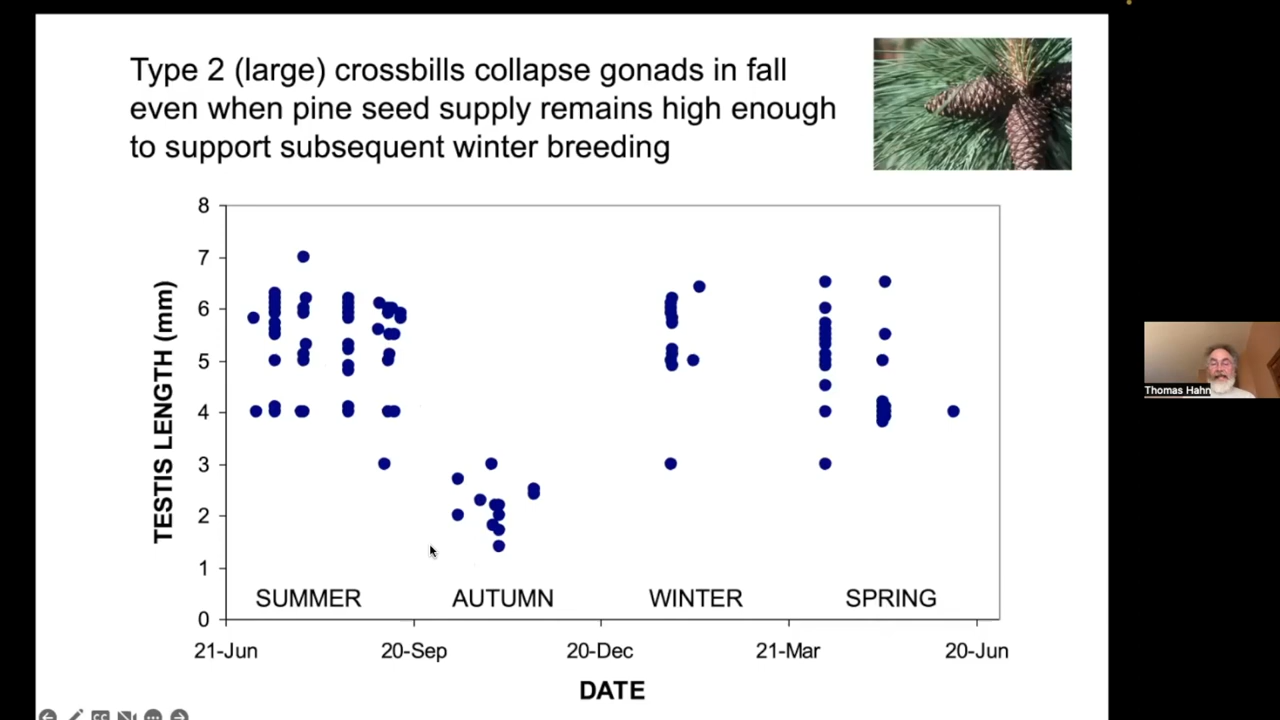 Type 2 (large) crossbills collapse gonads in fall
even when pine seed supply remains high enough
to support subsequent winter breeding
8
7
6
5
4
3
2
1
0
TESTIS LENGTH (mm)
SUMMER AUTUMN WINTER SPRING
21-Jun 20-Sep 20-Dec 21-Mar 20-Jun
DATE
Thomas Hahn
CC